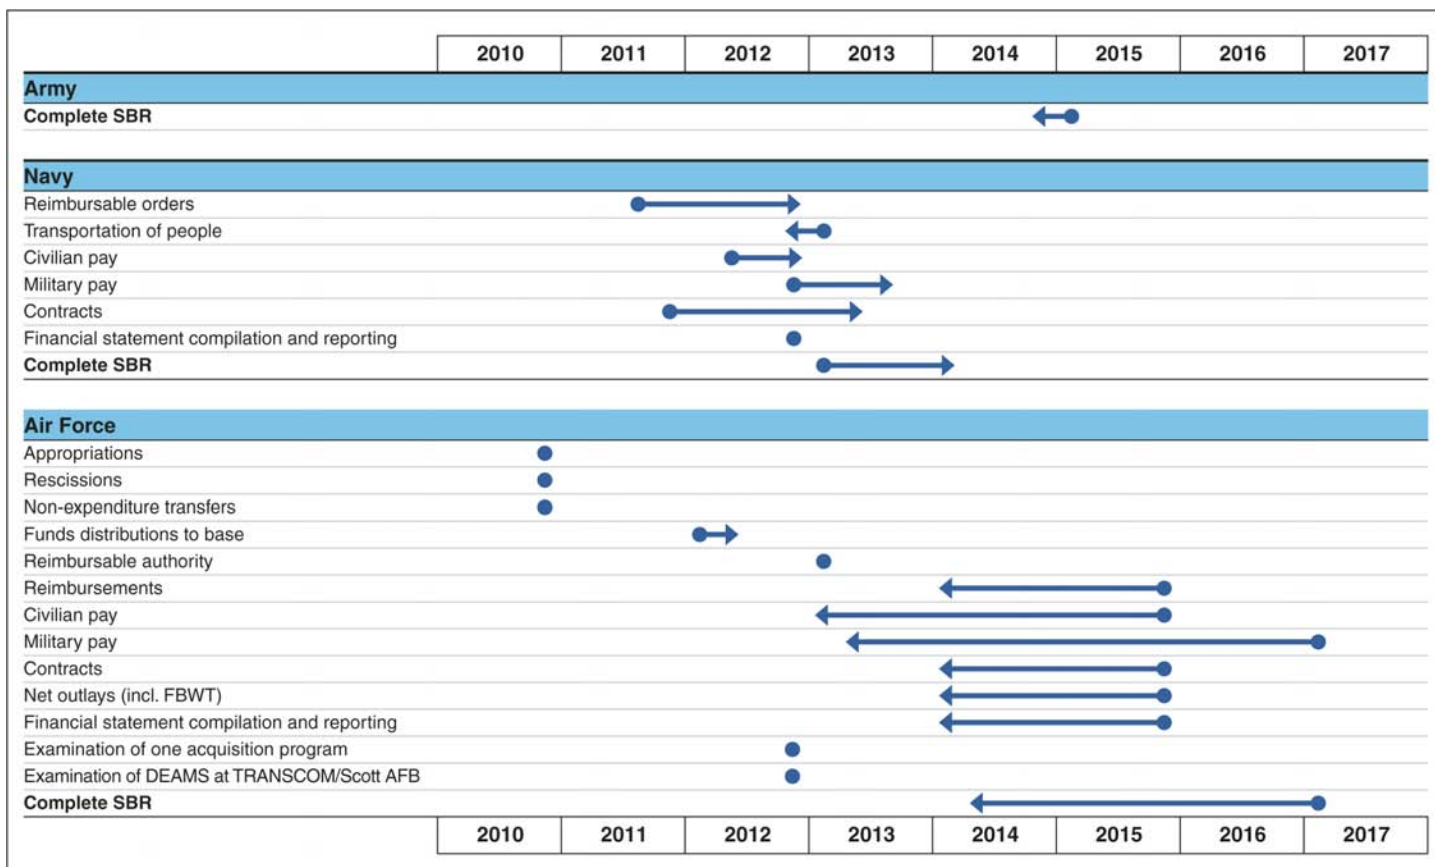 2010 2011 2012 2013 2014 2015 2016 2017
Army
Complete SBR
Navy
Reimbursable orders
Transportation of people
Civilian pay
Military pay
Contracts
Financial statement compilation and reporting
Complete SBR
Air Force
Appropriations
Rescissions
Non-expenditure transfers
Funds distributions to base
Reimbursable authority
Reimbursements
Civilian pay
Military pay
Contracts
Net outlays (incl. FBWT)
Financial statement compilation and reporting
Examination of one acquisition program
Examination of DEAMS at TRANSCOM/Scott AFB
Complete SBR
2010 2011 2012 2013 2014 2015 2016 2017